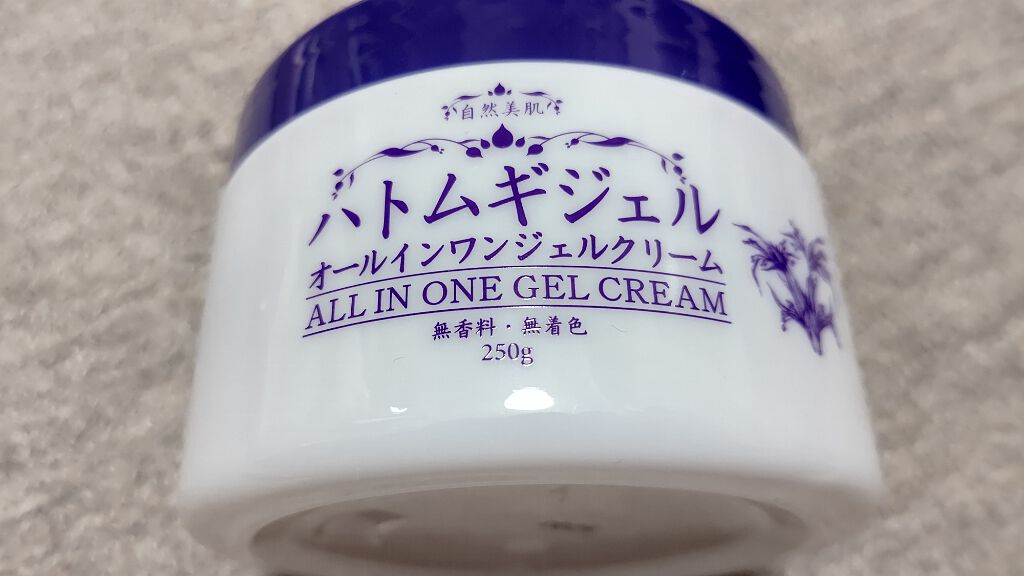 自然美肌
ハトムギジェル
オールインワンジェルクリーム
ALL IN ONE GEL CREAM
無香料・無着色
250g